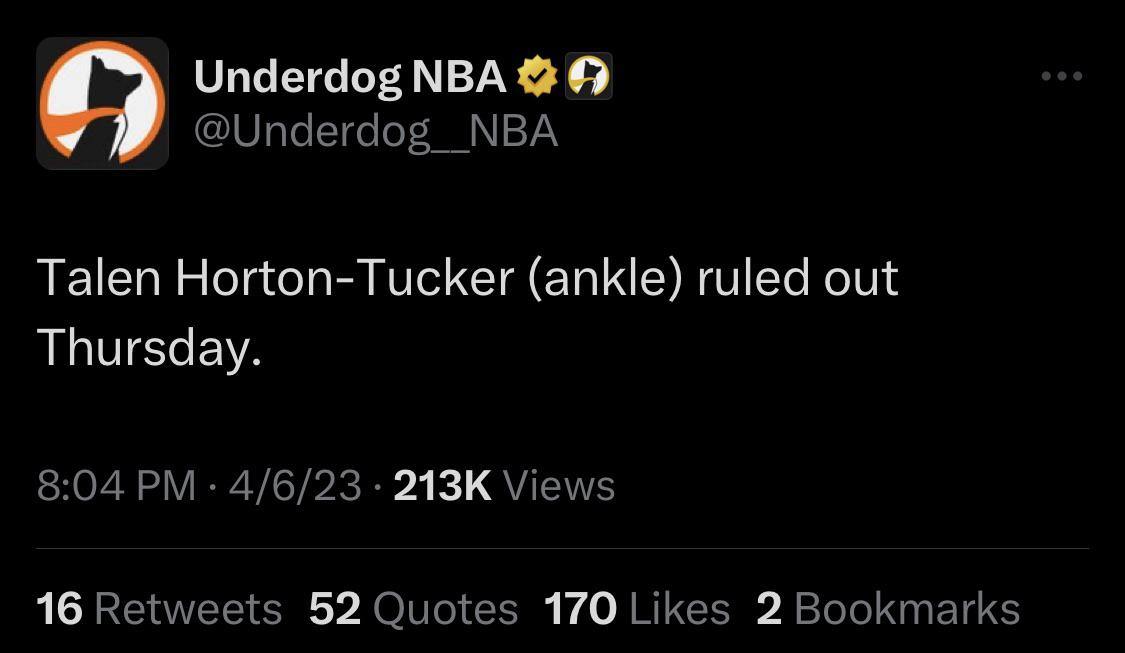 Underdog NBA
@Underdog__NBA
Talen Horton-Tucker (ankle) ruled out
Thursday.
8:04 PM · 4/6/23 · 213K Views
16 Retweets 52 Quotes 170 Likes 2 Bookmarks